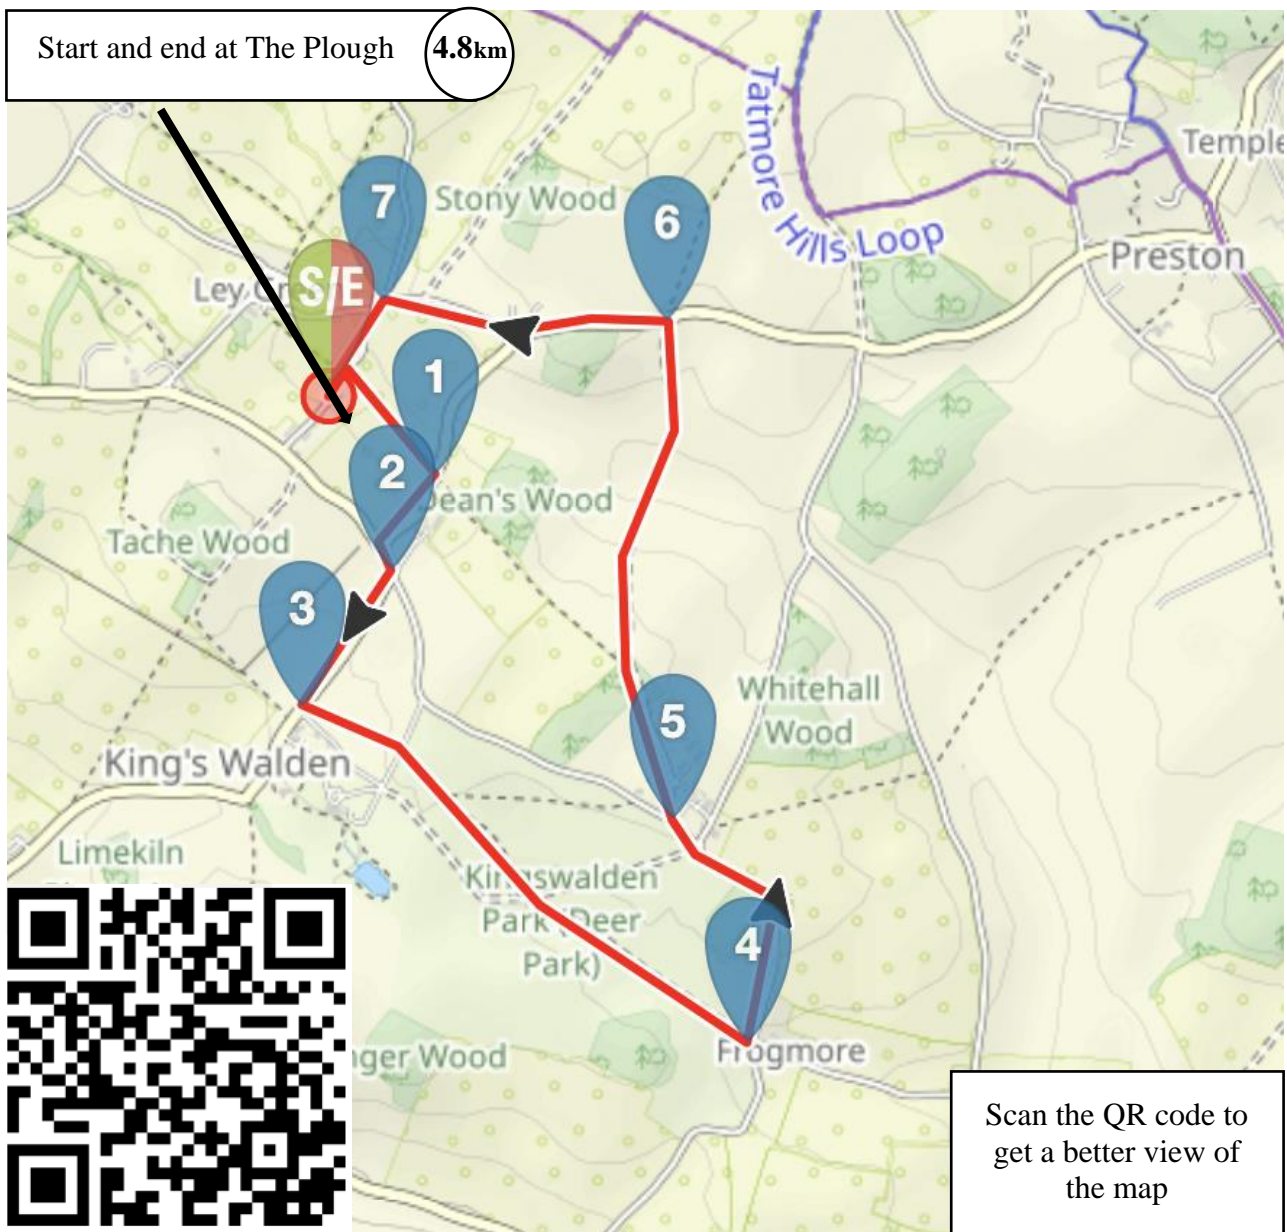 Start and end at The Plough
4.8km
Tatmore Hills Loop
Temple
7
Stony Wood
6
Preston
S/E
Ley
1
2
Dean's Wood
Tache Wood
3
5
Whitehall
Wood
King's Walden
Limekiln
Kingswalden
Park (Deer
Park)
4
nger Wood
Frogmore
Scan the QR code to
get a better view of
the map